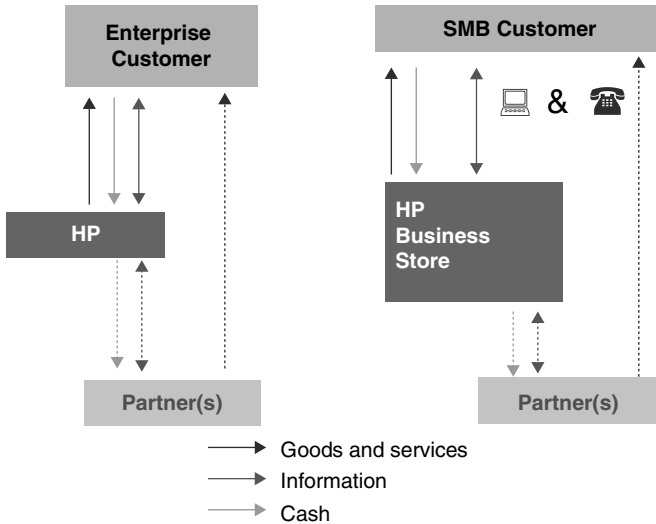 Enterprise
Customer
SMB Customer
&
HP
HP
Business
Store
Partner(s)
Partner(s)
Goods and services
Information
Cash